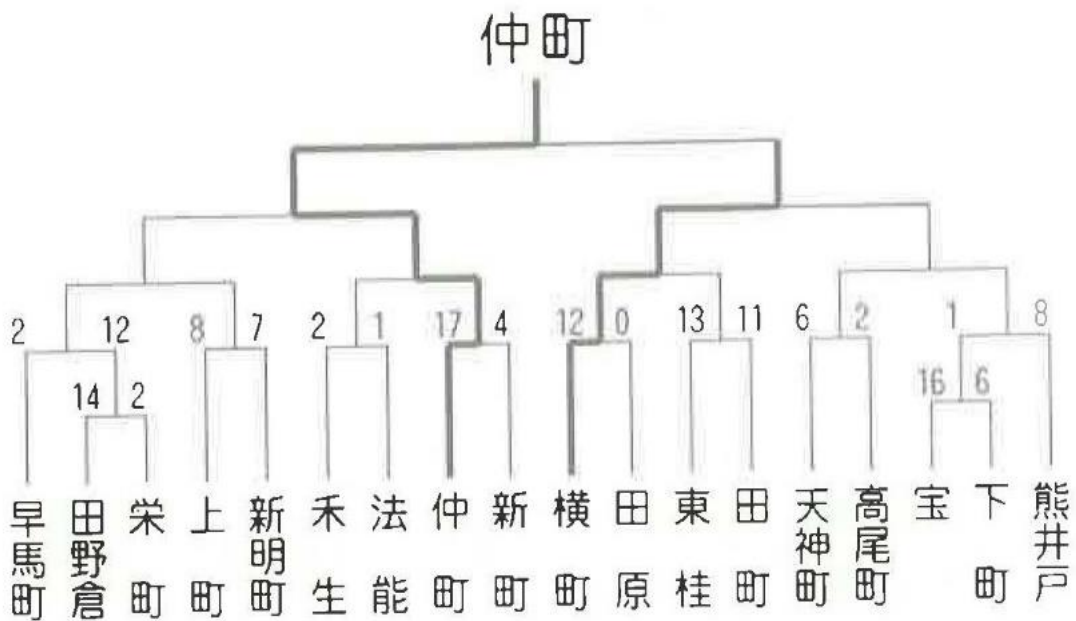 仲町
2 12 8 7 2 1 17 4 12 0 13 11 6 2 1 8
14 2 16 6
早馬町
田野倉
栄町
上町
新明町
禾生
法能
仲町
新町
横町
田原
東桂
田町
天神町
高尾町
宝
下町
熊井戸